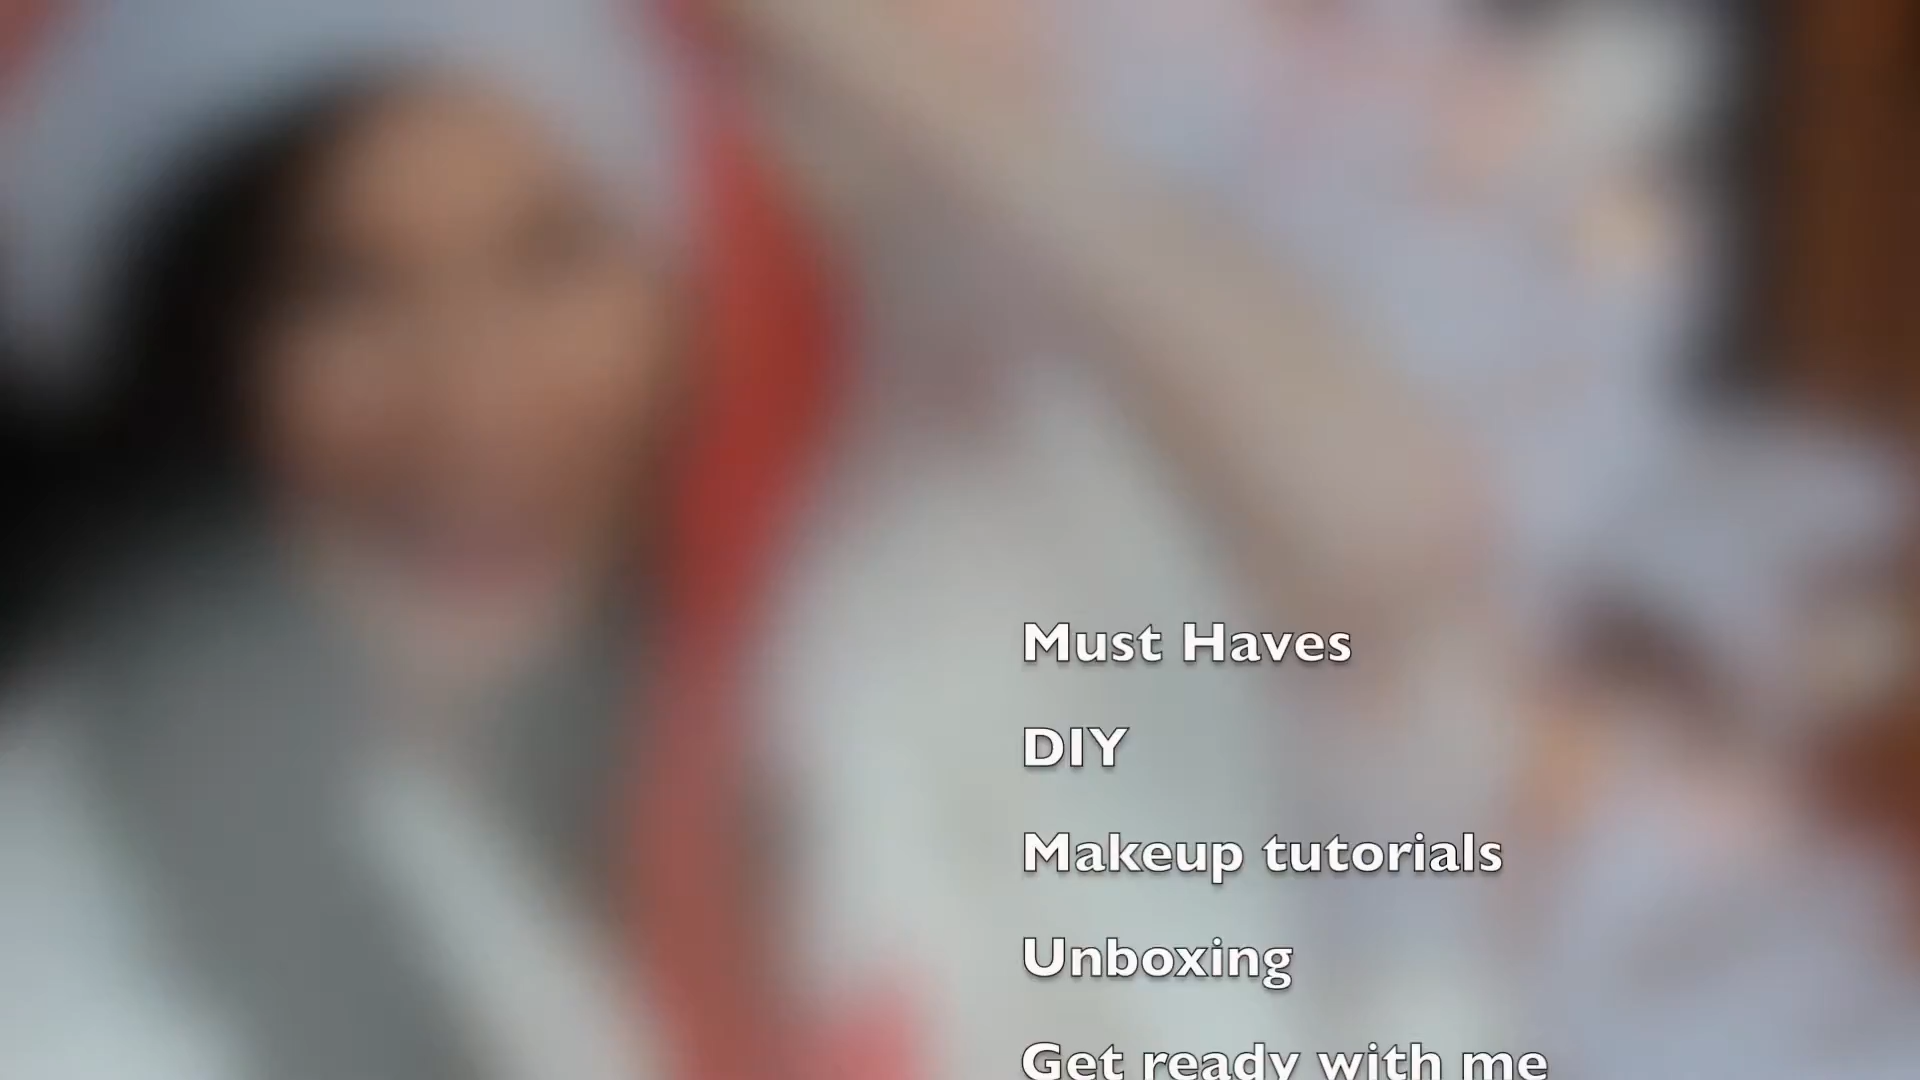 Must Haves
DIY
Makeup tutorials
Unboxing
Get ready with me